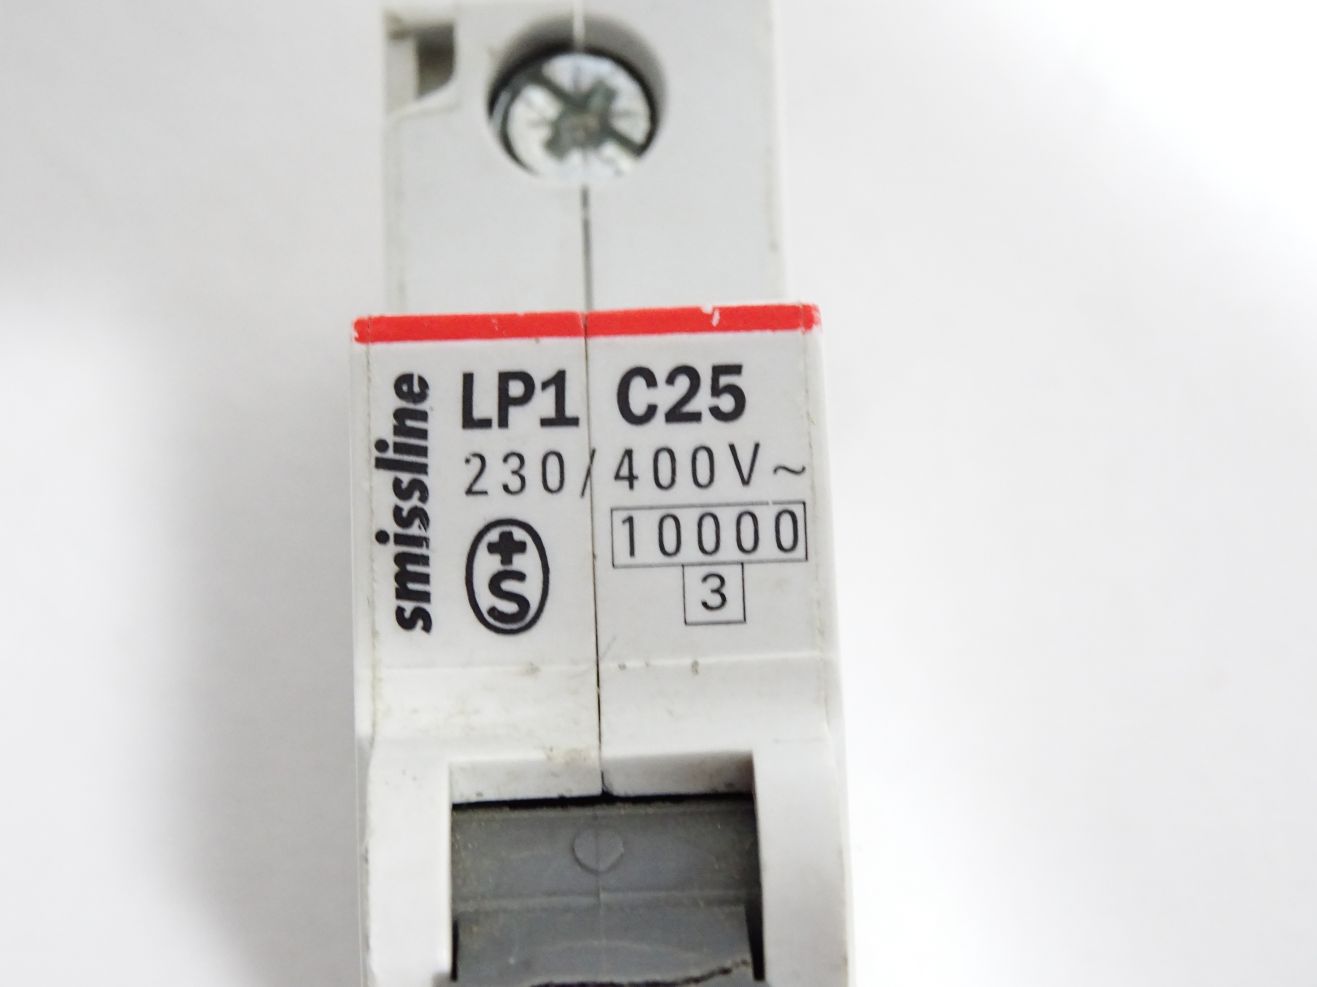 smissline
LP1 C25
230/400V~
+S
10000
3